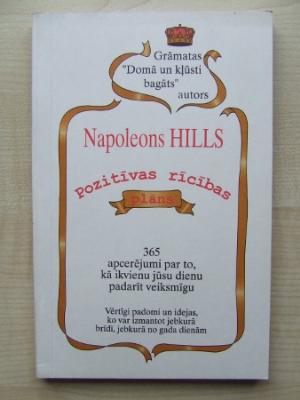 Grāmatas
"Domā un kļūsti
bagāts"
autors
Napoleons HILLS
Pozitīvas rīcības
plāns
365
apcerējumi par to,
kā ikvienu jūsu dienu
padarīt veiksmīgu
Vērtīgi padomi un idejas,
ko var izmantot jebkurā
brīdī, jebkurā no gada dienām